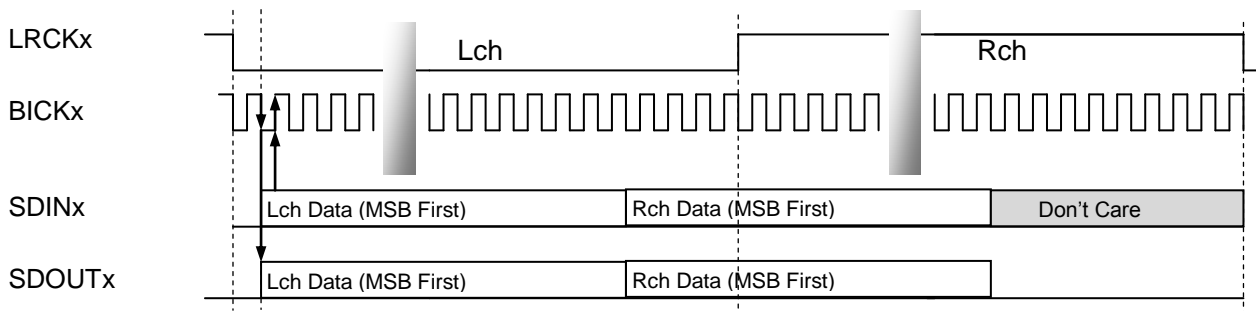 LRCKx
Lch
Rch
BICKx
SDINx
Lch Data (MSB First)
Rch Data (MSB First)
Don't Care
SDOUTx
Lch Data (MSB First)
Rch Data (MSB First)